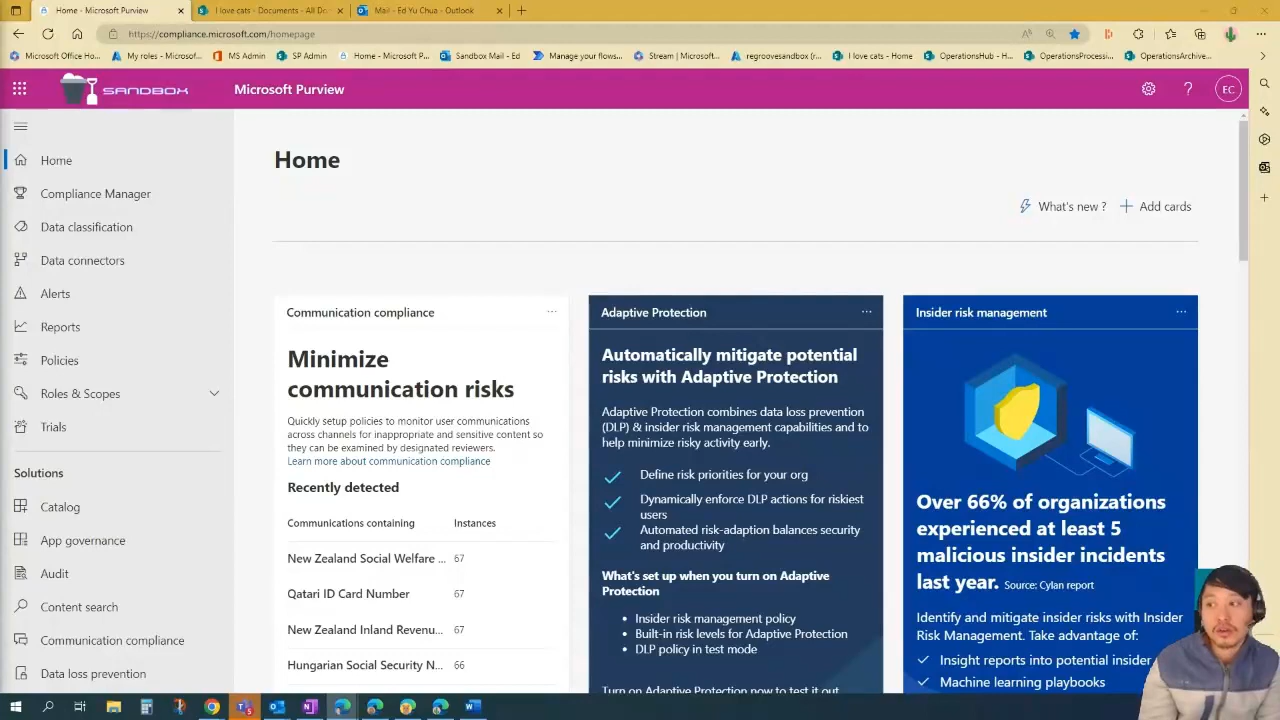 Home - Microsoft Purview
I love cats - Documents - All Do
Mail - Ed Yu Chua - Outlook
https://compliance.microsoft.com/homepage
Microsoft Office Ho...
My roles - Microsof...
MS Admin
Home - Microsoft P...
Sandbox Mail - Ed
Manage your flows...
Stream | Microsoft...
regroovesandbox (r...
I love cats - Home
OperationsHub - H...
OperationsProcessi...
OperationsArchive...
SANDBOX
Microsoft Purview
EC
Home
Home
Compliance Manager
Data classification
Data connectors
Alerts
Reports
Policies
Roles & Scopes
Trials
Solutions
Catalog
App governance
Audit
Content search
Communication compliance
Data loss prevention
What's new ?
Add cards
Communication compliance
Minimize
communication risks
Quickly setup policies to monitor user communications
across channels for inappropriate and sensitive content so
they can be examined by designated reviewers.
Learn more about communication compliance
Recently detected
Communications containing Instances
New Zealand Social Welfare ... 67
Qatari ID Card Number 67
New Zealand Inland Revenu... 67
Hungarian Social Security N... 66
Adaptive Protection
Automatically mitigate potential
risks with Adaptive Protection
Adaptive Protection combines data loss prevention
(DLP) & insider risk management capabilities and to
help minimize risky activity early.
Define risk priorities for your org
Dynamically enforce DLP actions for riskiest
users
Automated risk-adaption balances security
and productivity
What's set up when you turn on Adaptive
Protection
Insider risk management policy
Built-in risk levels for Adaptive Protection
DLP policy in test mode
Turn on Adaptive Protection now to test it out
Insider risk management
Over 66% of organizations
experienced at least 5
malicious insider incidents
last year. Source: Cylan report
Identify and mitigate insider risks with Insider
Risk Management. Take advantage of:
Insight reports into potential insider
Machine learning playbooks